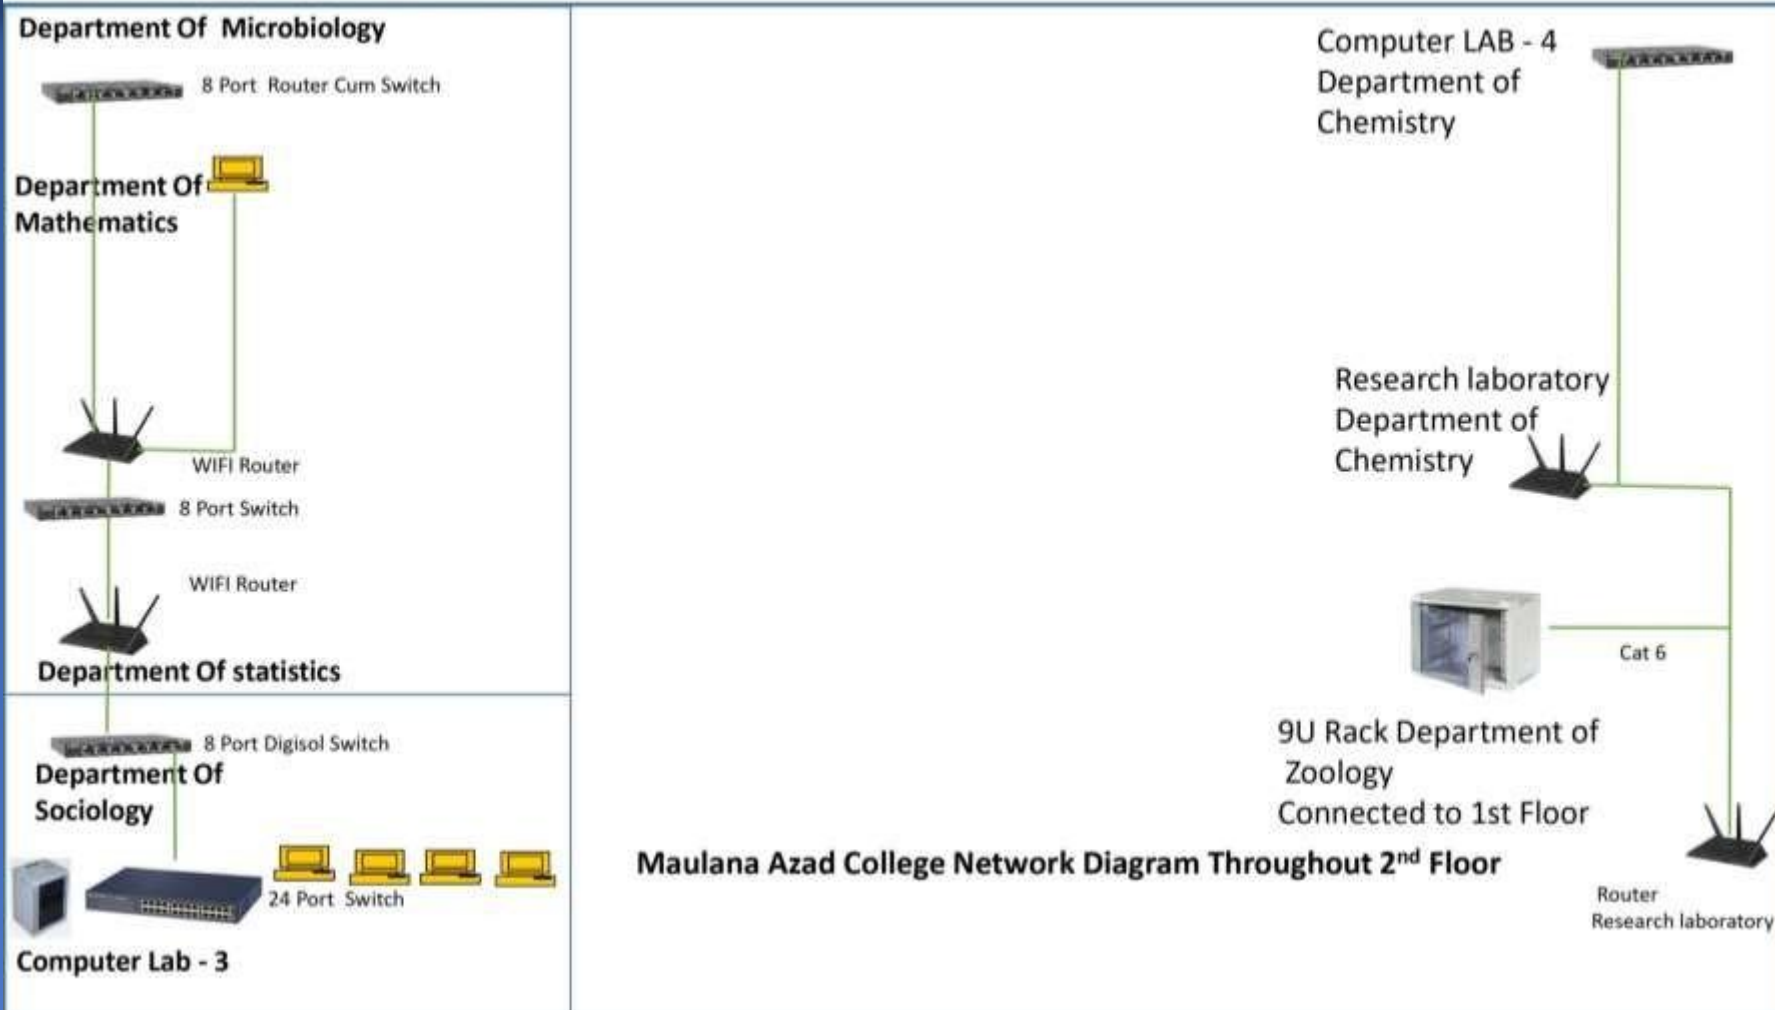 Department Of Microbiology
8 Port Router Cum Switch
Department Of
Mathematics
WIFI Router
8 Port Switch
WIFI Router
Department Of statistics
8 Port Digisol Switch
Department Of
Sociology
24 Port Switch
Computer Lab - 3
Computer LAB - 4
Department of
Chemistry
Research laboratory
Department of
Chemistry
Cat 6
9U Rack Department of
Zoology
Connected to 1st Floor
Maulana Azad College Network Diagram Throughout 2nd Floor
Router
Research laboratory